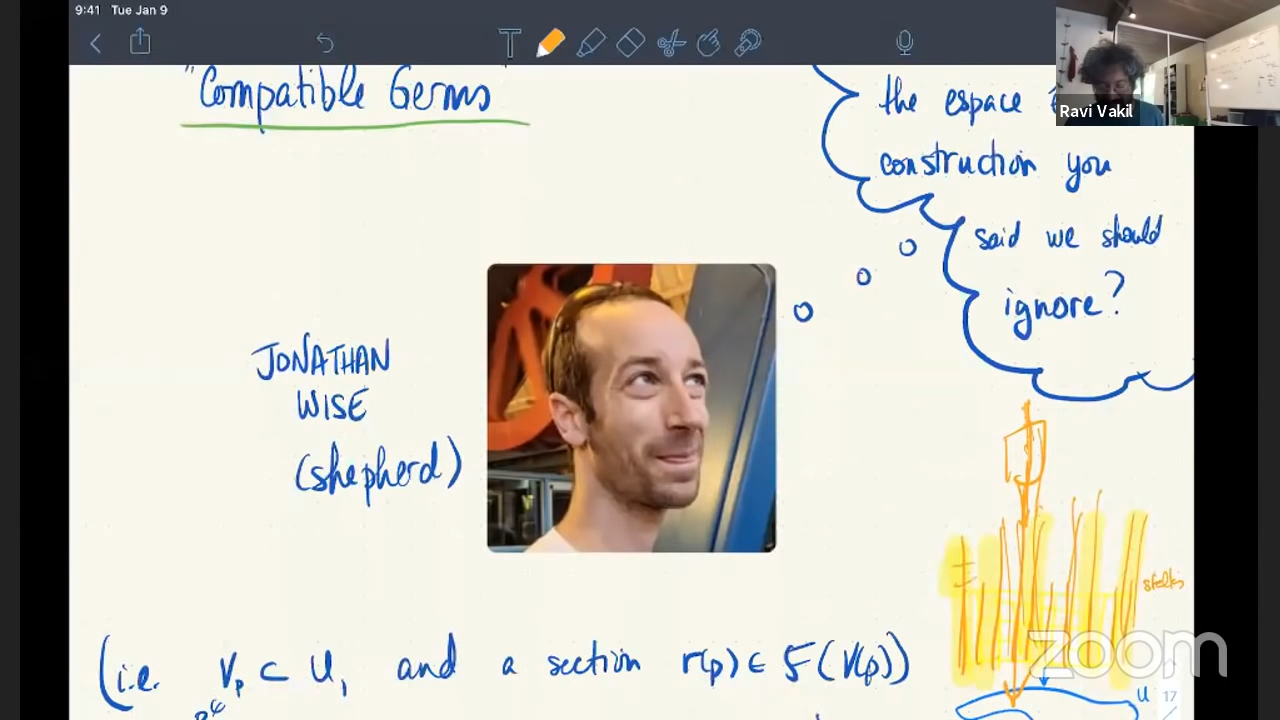 9:41 Tue Jan 9
"Compatible Germs"
the espace
construction you
said we should
ignore?
Ravi Vakil
JONATHAN
WISE
(shepherd)
stalks
zoom
(i.e. Vₚ ⊂ U, and a section r(p) ∈ F(V(p))
U
17